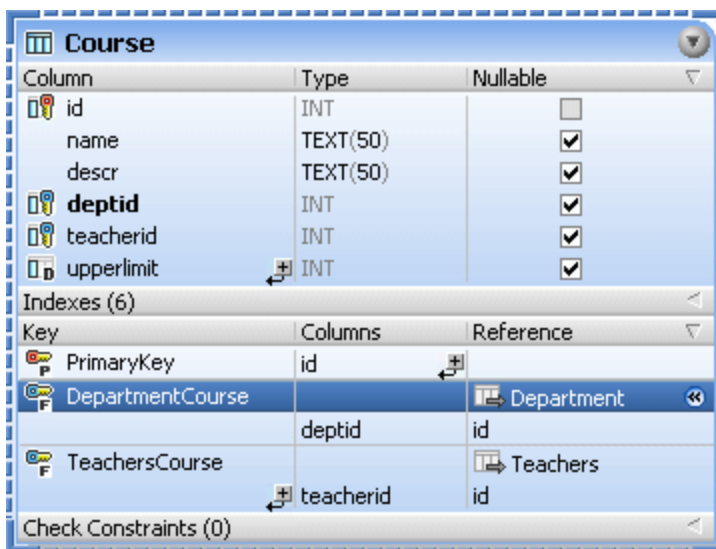 Course
Column Type Nullable
id INT
name TEXT(50)
descr TEXT(50)
deptid INT
teacherid INT
D upperlimit INT
Indexes (6)
Key Columns Reference
P PrimaryKey id
F DepartmentCourse Department
deptid id
F TeachersCourse Teachers
teacherid id
Check Constraints (0)